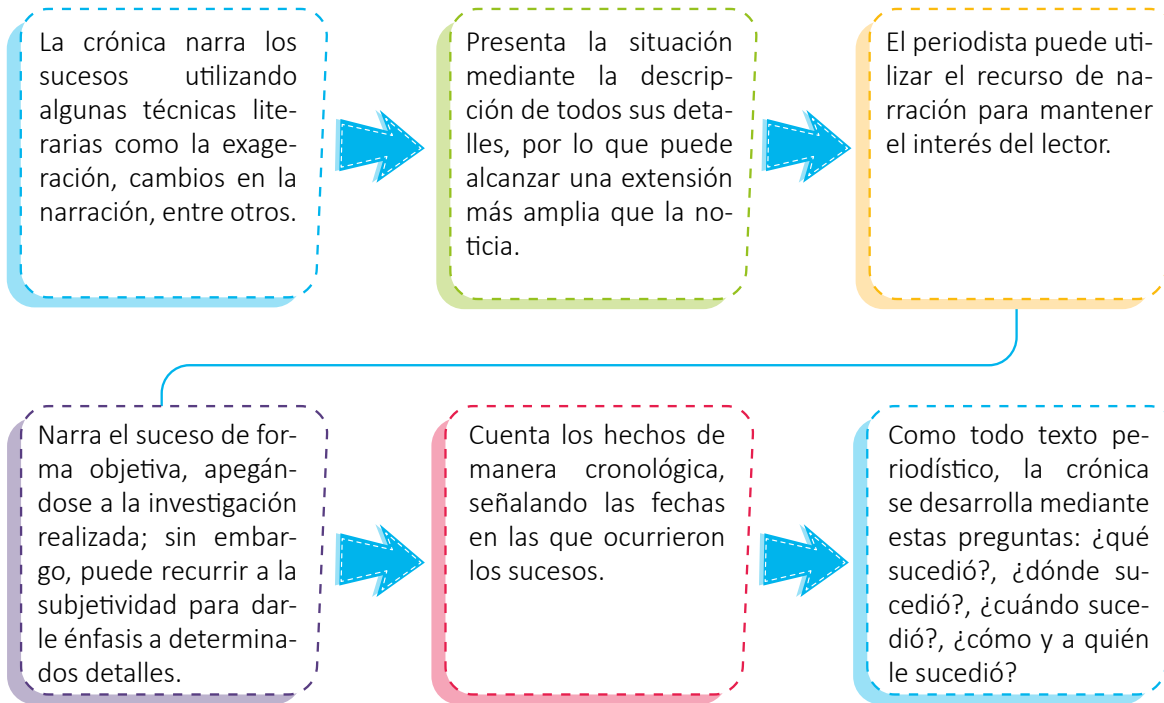 La crónica narra los
sucesos utilizando
algunas técnicas lite-
rarias como la exage-
ración, cambios en la
narración, entre otros.
Presenta la situación
mediante la descrip-
ción de todos sus deta-
lles, por lo que puede
alcanzar una extensión
más amplia que la no-
ticia.
El periodista puede uti-
lizar el recurso de na-
rración para mantener
el interés del lector.
Narra el suceso de for-
ma objetiva, apegán-
dose a la investigación
realizada; sin embar-
go, puede recurrir a la
subjetividad para dar-
le énfasis a determina-
dos detalles.
Cuenta los hechos de
manera cronológica,
señalando las fechas
en las que ocurrieron
los sucesos.
Como todo texto pe-
riodístico, la crónica
se desarrolla mediante
estas preguntas: ¿qué
sucedió?, ¿dónde su-
cedió?, ¿cuándo suce-
dió?, ¿cómo y a quién
le sucedió?